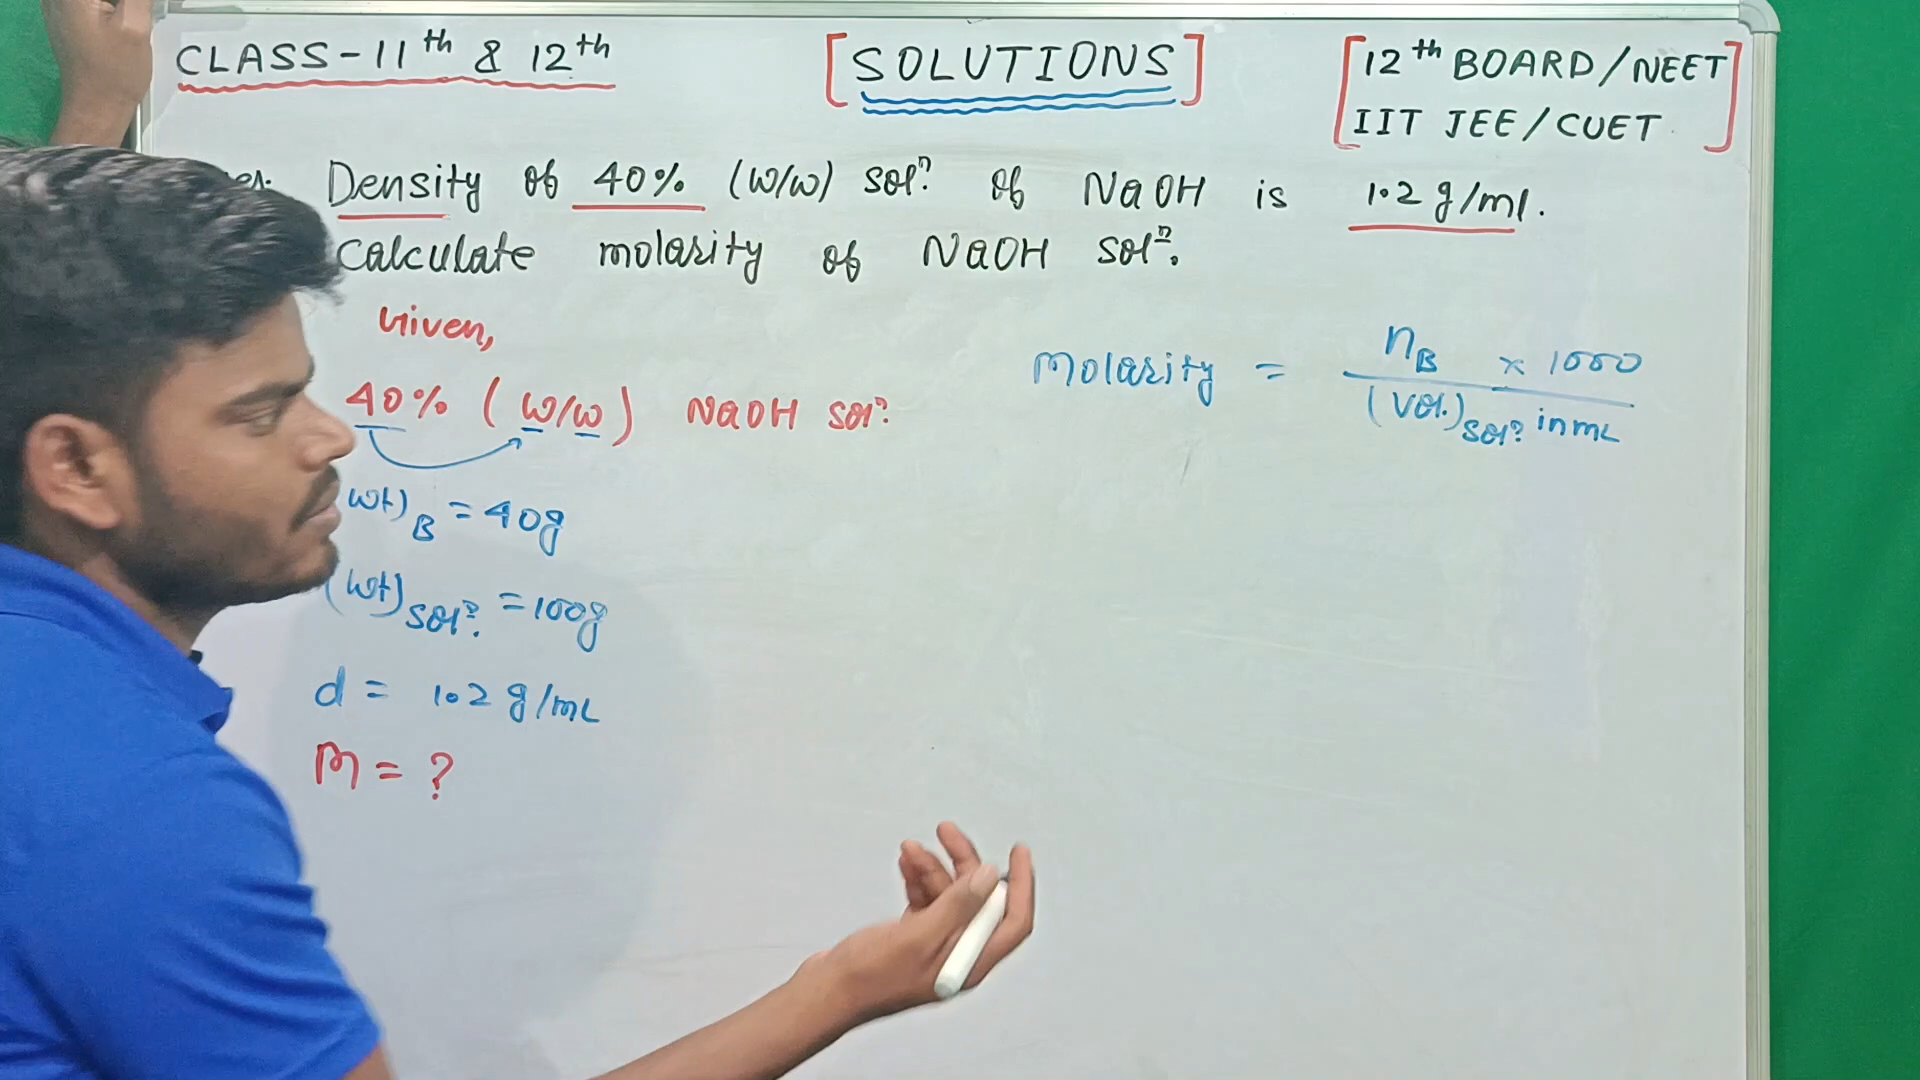 CLASS-11th & 12th
[SOLUTIONS]
[12th BOARD/NEET
IIT JEE/CUET]
Density of 40% (W/W) solⁿ. of NaOH is 1.2 g/ml.
Calculate molarity of NaOH solⁿ.
Given,
40% (W/W) NaOH solⁿ.
wt)B = 40g
(wt)solⁿ. = 100g
d = 1.2 g/mL
M = ?
Molarity = nB × 1000
(Vol.)solⁿ. in mL